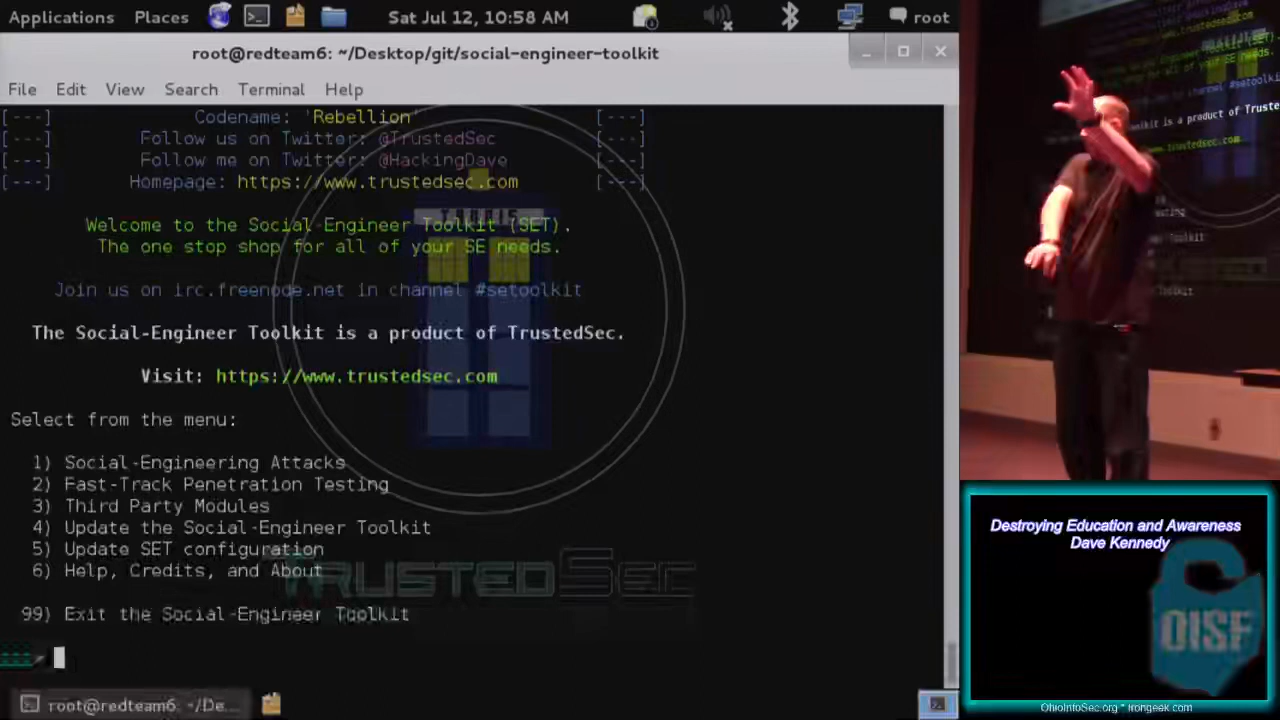 Applications Places Sat Jul 12, 10:58 AM root
root@redteam6: ~/Desktop/git/social-engineer-toolkit
File Edit View Search Terminal Help
[---] Codename: 'Rebellion' [---]
[---] Follow us on Twitter: @TrustedSec [---]
[---] Follow me on Twitter: @HackingDave [---]
[---] Homepage: https://www.trustedsec.com [---]
Welcome to the Social-Engineer Toolkit (SET).
The one stop shop for all of your SE needs.
Join us on irc.freenode.net in channel #setoolkit
The Social-Engineer Toolkit is a product of TrustedSec.
Visit: https://www.trustedsec.com
Select from the menu:
1) Social-Engineering Attacks
2) Fast-Track Penetration Testing
3) Third Party Modules
4) Update the Social-Engineer Toolkit
5) Update SET configuration
6) Help, Credits, and About
99) Exit the Social-Engineer Toolkit
TRUSTEDSEC
root@redteam6: ~/De...
Destroying Education and Awareness
Dave Kennedy
OISF
OhioInfoSec.org * Irongeek.com